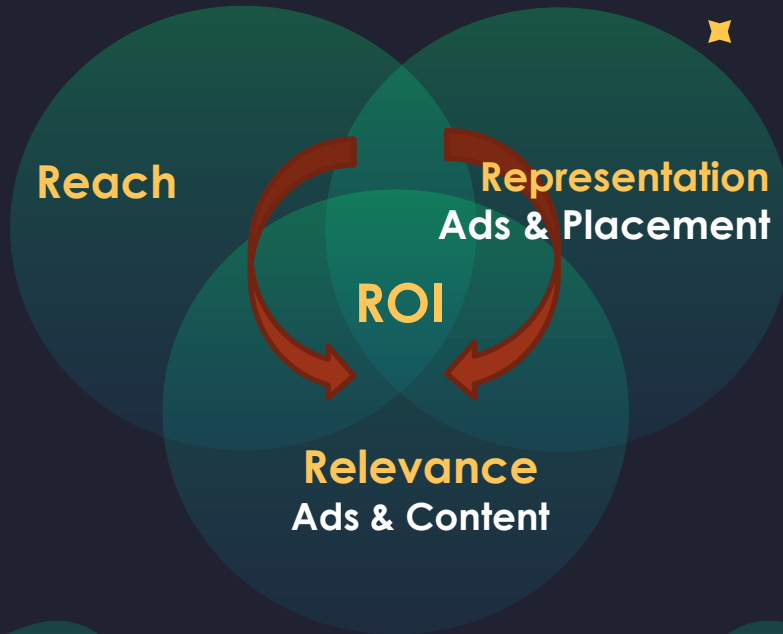 Reach
Representation
Ads & Placement
ROI
Relevance
Ads & Content